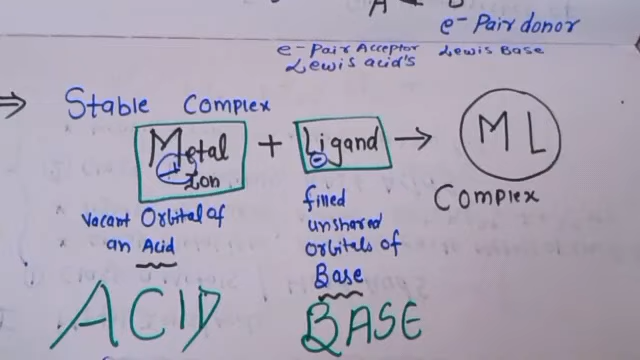 A
e- Pair donor
e- Pair Acceptor Lewis Base
Lewis acid's
⇒ Stable Complex
Metal Ion + Ligand → ML
+ -
Complex
vacant Orbital of
an Acid
filled
unshared
Orbitals of
Base
ACID BASE